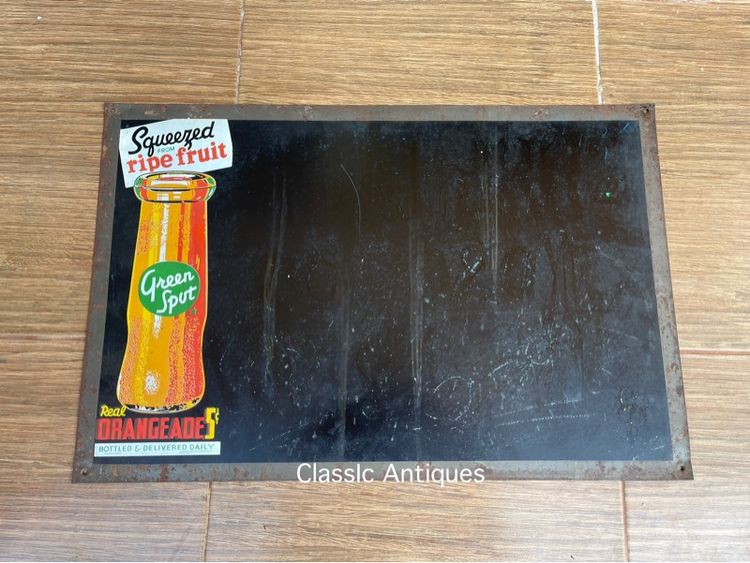 Squeezed
FROM
ripe fruit
Green
Spot
Real
ORANGEADE 5¢
BOTTLED & DELIVERED DAILY
Classic Antiques